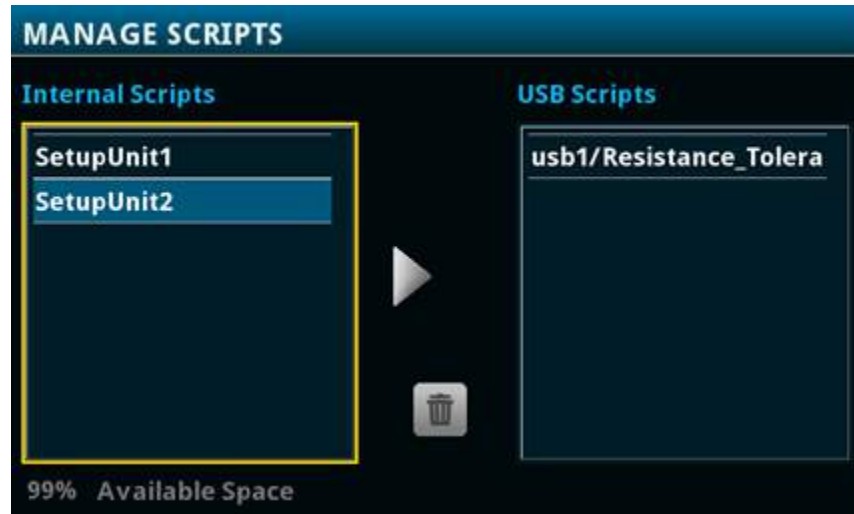 MANAGE SCRIPTS
Internal Scripts
USB Scripts
SetupUnit1
SetupUnit2
usb1/Resistance_Tolera
99% Available Space